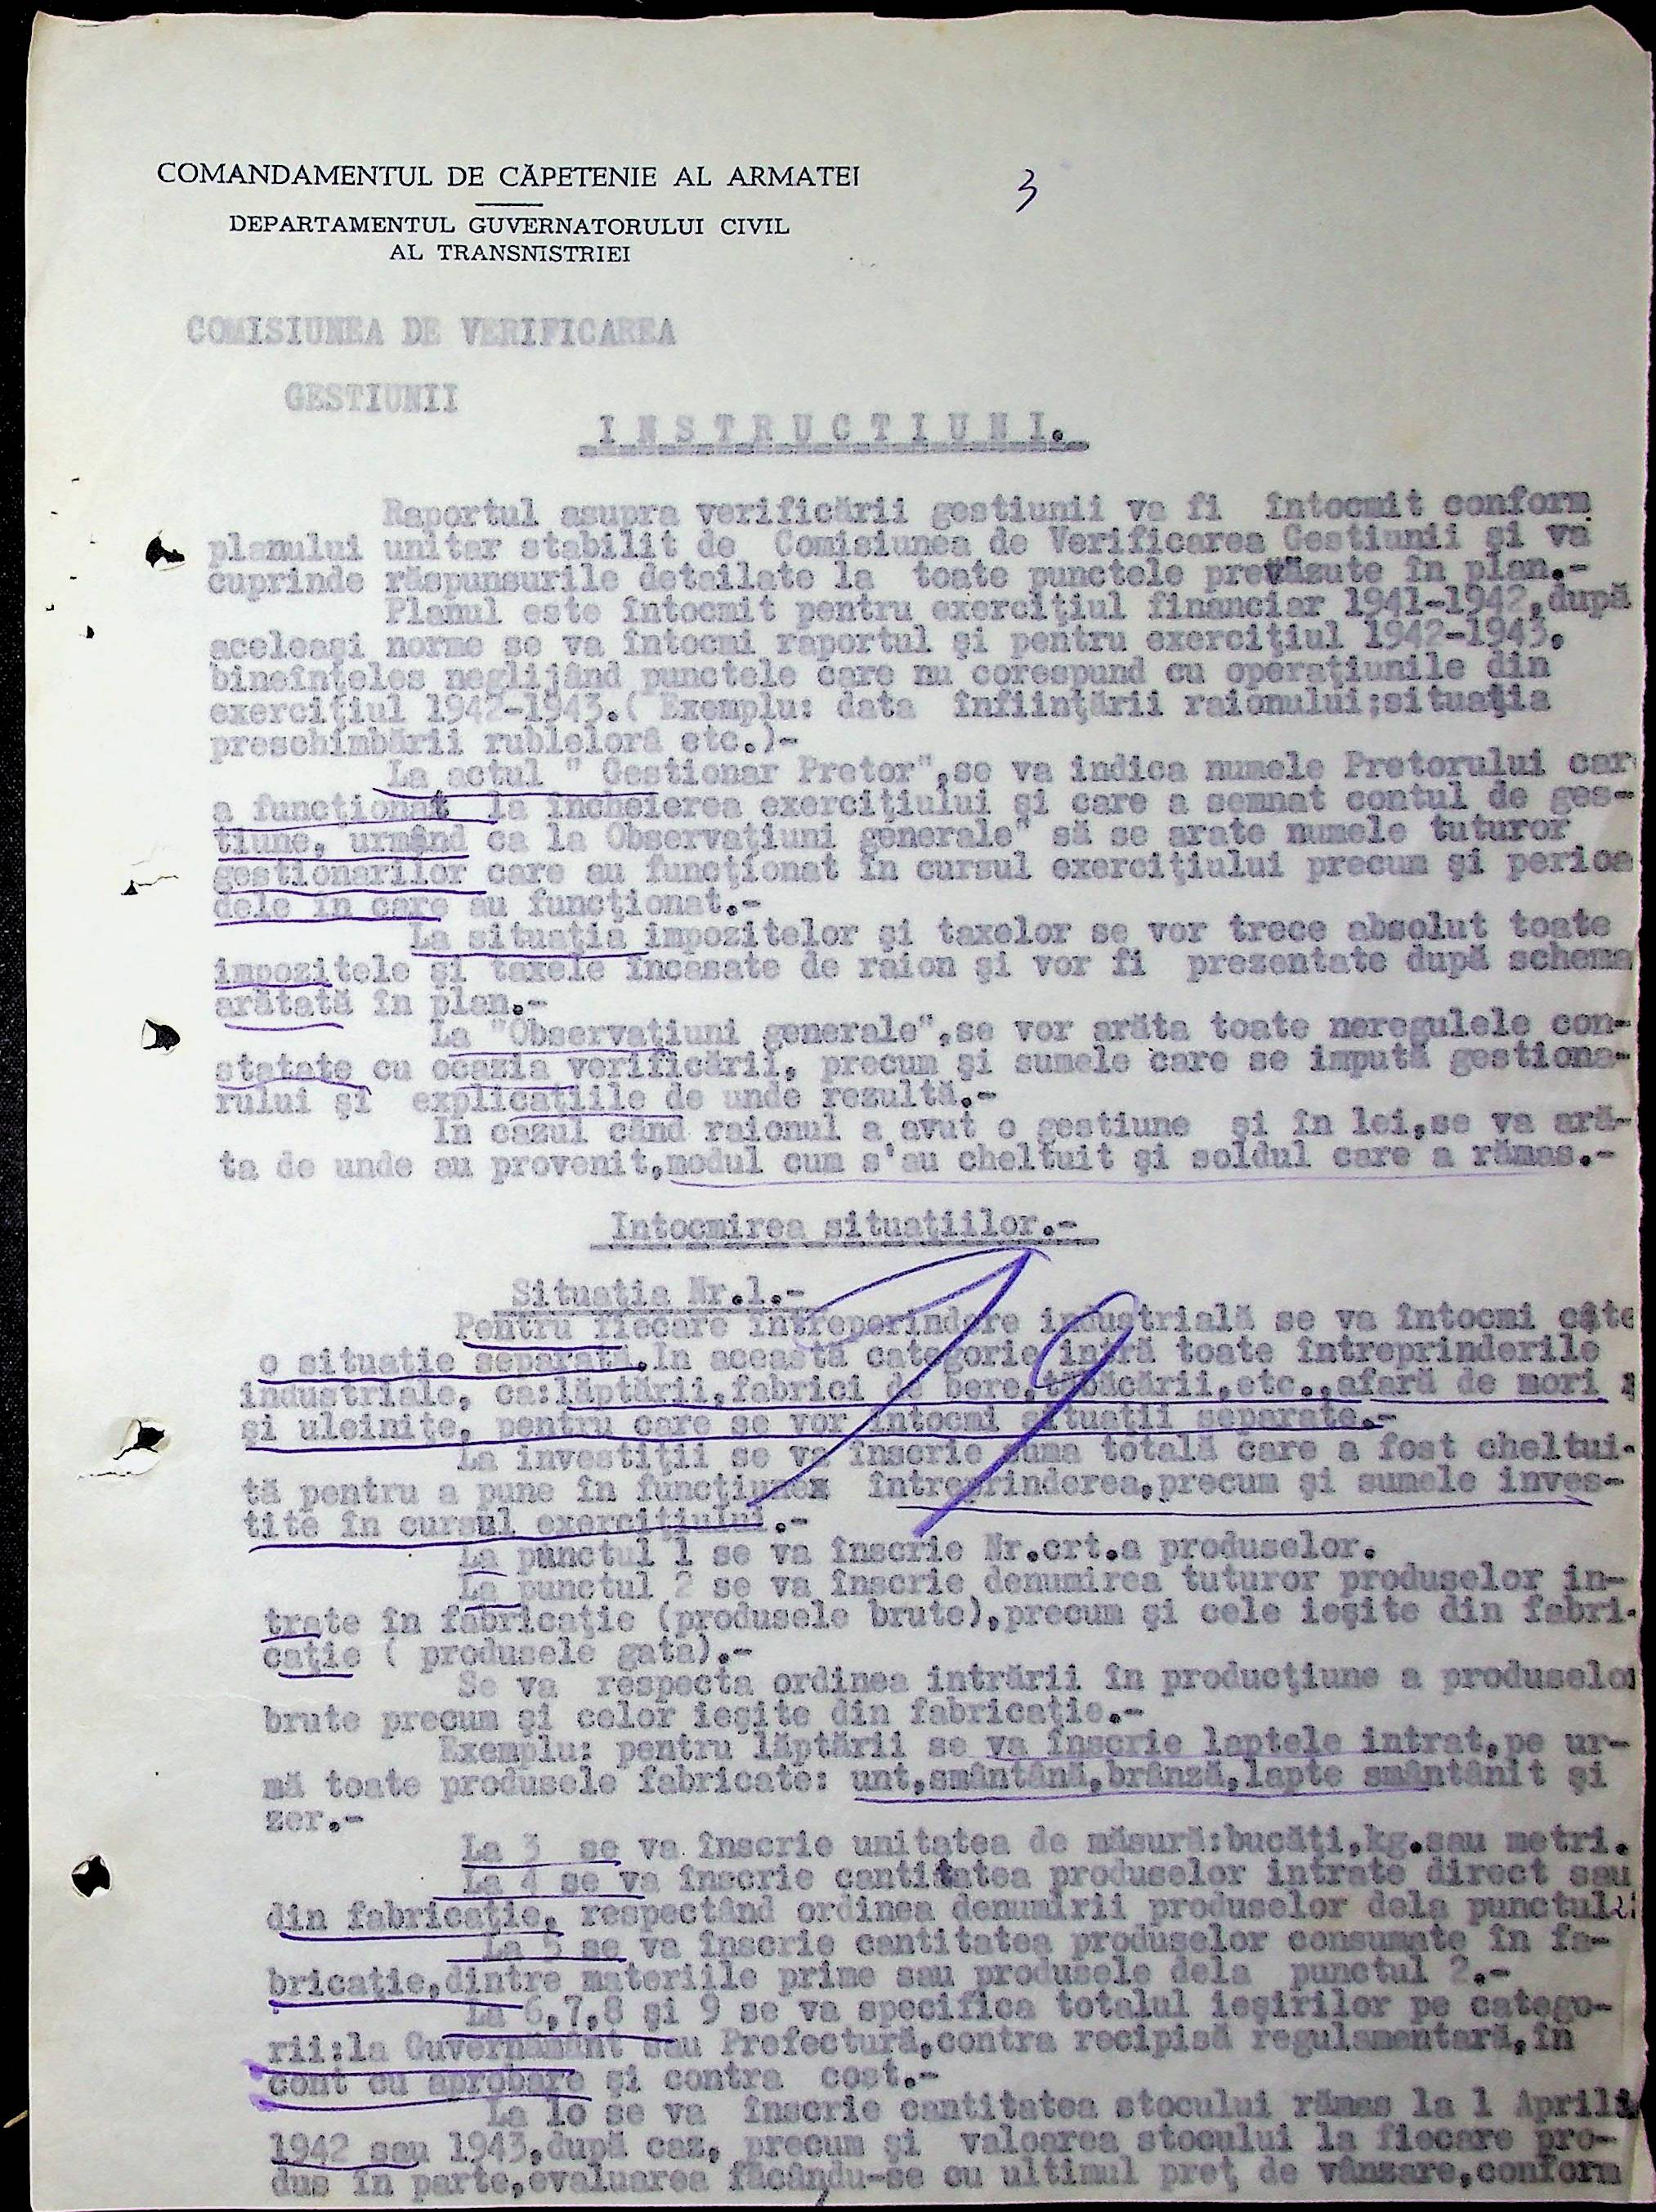 COMANDAMENTUL DE CĂPETENIE AL ARMATEI
3
DEPARTAMENTUL GUVERNATORULUI CIVIL
AL TRANSNISTRIEI
COMISIUNEA DE VERIFICAREA
GESTIUNII
INSTRUCTIUNI.
Raportul asupra verificării gestiunii va fi întocmit conform
planului unitar stabilit de Comisiunea de Verificarea Gestiunii şi va
cuprinde răspunsurile detailate la toate punctele prevăzute în plan.-
Planul este întocmit pentru exerciţiul financiar 1941-1942,după
aceleaşi norme se va întocmi raportul şi pentru exerciţiul 1942-1943,
bineînţeles neglijând punctele care nu corespund cu operaţiunile din
exerciţiul 1942-1943.( Exemplu: data înfiinţării raionului;situaţia
preschimbării rubleloră etc.)-
La actul " Gestionar Pretor",se va indica numele Pretorului car
a funcţionat la încheierea exerciţiului şi care a semnat contul de ges-
tiune, urmând ca la Observaţiuni generale" să se arate numele tuturor
gestionarilor care au funcţionat în cursul exerciţiului precum şi perioa
dele în care au funcţionat.-
La situaţia impozitelor şi taxelor se vor trece absolut toate
impozitele şi taxele încasate de raion şi vor fi prezentate după schema
arătată în plan.-
La "Observaţiuni generale",se vor arăta toate neregulele con-
statate cu ocazia verificării, precum şi sumele care se impută gestiona-
rului şi explicaţiile de unde rezultă.-
In cazul când raionul a avut o gestiune şi în lei,se va ară-
ta de unde au provenit,modul cum s'au cheltuit şi soldul care a rămas.-
Intocmirea situaţiilor.-
Situaţia Nr.1.-
Pentru fiecare întreperindere industrială se va întocmi câte
o situaţie separată.In această categorie intră toate întreprinderile
industriale, ca:lăptării,fabrici de bere,tăbăcării,etc.,afară de mori
şi uleiniţe, pentru care se vor întocmi situaţii separate.-
La investiţii se va înscrie suma totală care a fost cheltui-
tă pentru a pune în funcţiunex întreprinderea,precum şi sumele inves-
tite în cursul exerciţiului.-
La punctul 1 se va înscrie Nr.crt.a produselor.
La punctul 2 se va înscrie denumirea tuturor produselor in-
trate în fabricaţie (produsele brute),precum şi cele ieşite din fabri-
caţie ( produsele gata).-
Se va respecta ordinea intrării în producţiune a produselor
brute precum şi celor ieşite din fabricaţie.-
Exemplu: pentru lăptării se va înscrie laptele intrat,pe ur-
mă toate produsele fabricate: unt,smântână,brânză,lapte smântânit şi
zer.-
La 3 se va înscrie unitatea de măsură:bucăţi,kg.sau metri.
La 4 se va înscrie cantitatea produselor intrate direct sau
din fabricaţie, respectând ordinea denumirii produselor dela punctul 2.
La 5 se va înscrie cantitatea produselor consumate în fa-
bricaţie,dintre materiile prime sau produsele dela punctul 2.-
La 6,7,8 şi 9 se va specifica totalul ieşirilor pe catego-
rii:la Guvernământ sau Prefectură,contra recipisă regulamentară,în
cont cu aprobare şi contra cost.-
La 1o se va înscrie cantitatea stocului rămas la 1 Aprilie
1942 sau 1943,după caz, precum şi valoarea stocului la fiecare pro-
dus în parte,evaluarea făcându-se cu ultimul preţ de vânzare,conform